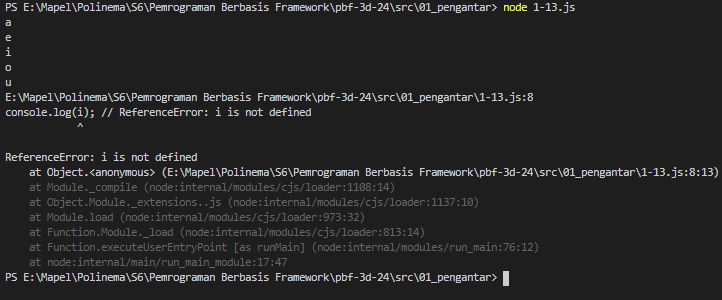 PS E:\Mapel\Polinema\S6\Pemrograman Berbasis Framework\pbf-3d-24\src\01_pengantar> node 1-13.js
a
e
i
o
u
E:\Mapel\Polinema\S6\Pemrograman Berbasis Framework\pbf-3d-24\src\01_pengantar\1-13.js:8
console.log(i); // ReferenceError: i is not defined
            ^
ReferenceError: i is not defined
    at Object.<anonymous> (E:\Mapel\Polinema\S6\Pemrograman Berbasis Framework\pbf-3d-24\src\01_pengantar\1-13.js:8:13)
    at Module._compile (node:internal/modules/cjs/loader:1108:14)
    at Object.Module._extensions..js (node:internal/modules/cjs/loader:1137:10)
    at Module.load (node:internal/modules/cjs/loader:973:32)
    at Function.Module._load (node:internal/modules/cjs/loader:813:14)
    at Function.executeUserEntryPoint [as runMain] (node:internal/modules/run_main:76:12)
    at node:internal/main/run_main_module:17:47
PS E:\Mapel\Polinema\S6\Pemrograman Berbasis Framework\pbf-3d-24\src\01_pengantar>